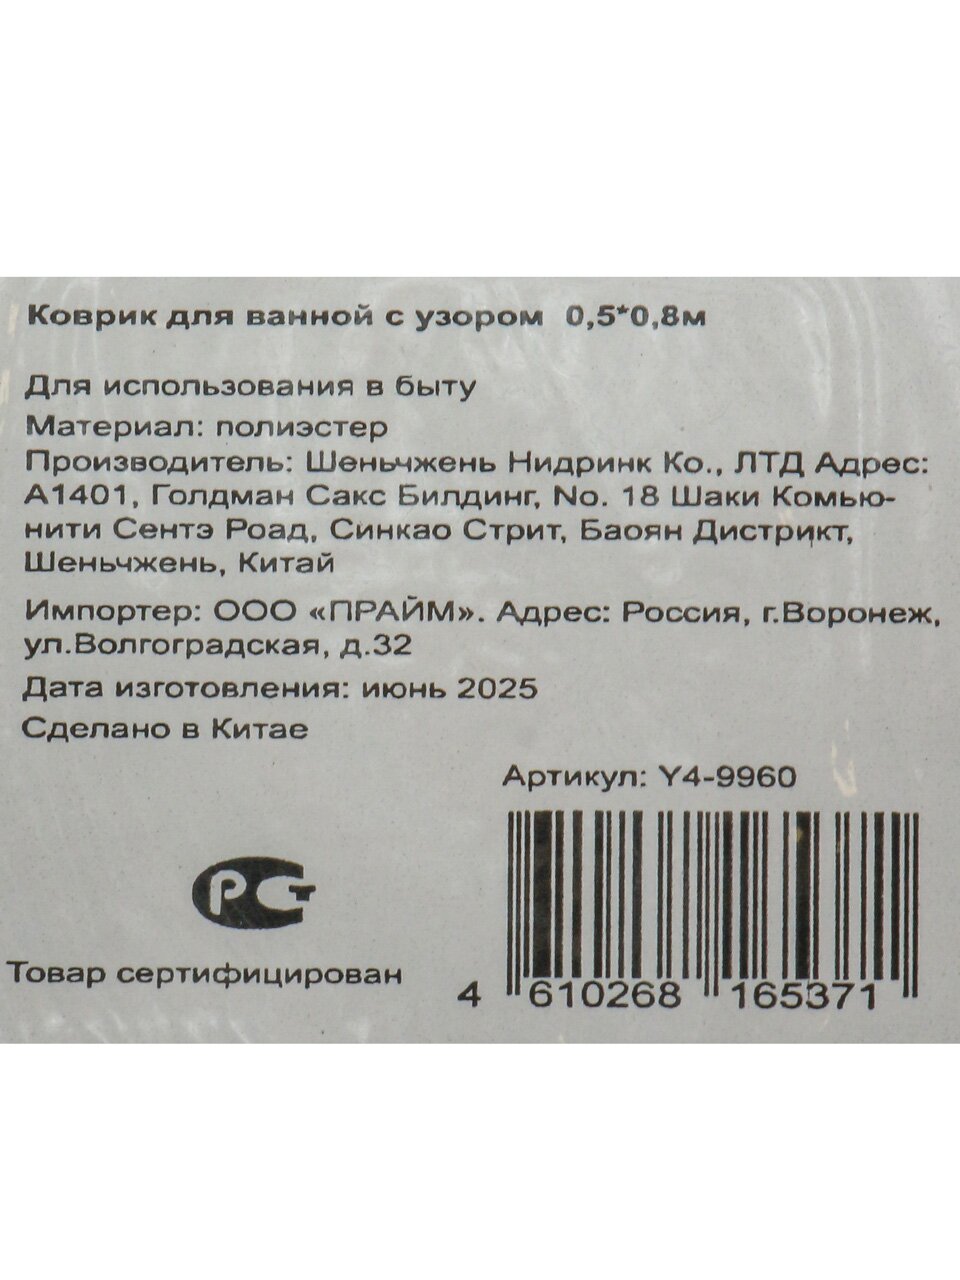 Коврик для ванной с узором 0,5*0,8м
Для использования в быту
Материал: полиэстер
Производитель: Шеньчжень Нидринк Ко., ЛТД Адрес:
А1401, Голдман Сакс Билдинг, No. 18 Шаки Комью-
нити Сентэ Роад, Синкао Стрит, Баоян Дистрикт,
Шеньчжень, Китай
Импортер: ООО «ПРАЙМ». Адрес: Россия, г.Воронеж,
ул.Волгоградская, д.32
Дата изготовления: июнь 2025
Сделано в Китае
Артикул: Y4-9960
РСТ
Товар сертифицирован
4 610268 165371